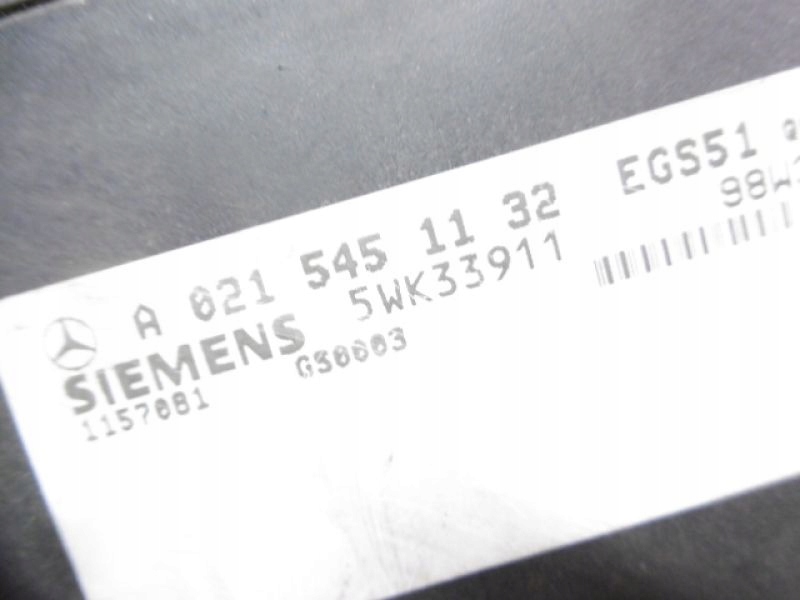 A 021 545 11 32 EGS51
SIEMENS 5WK33911 98W
1157081 G30003